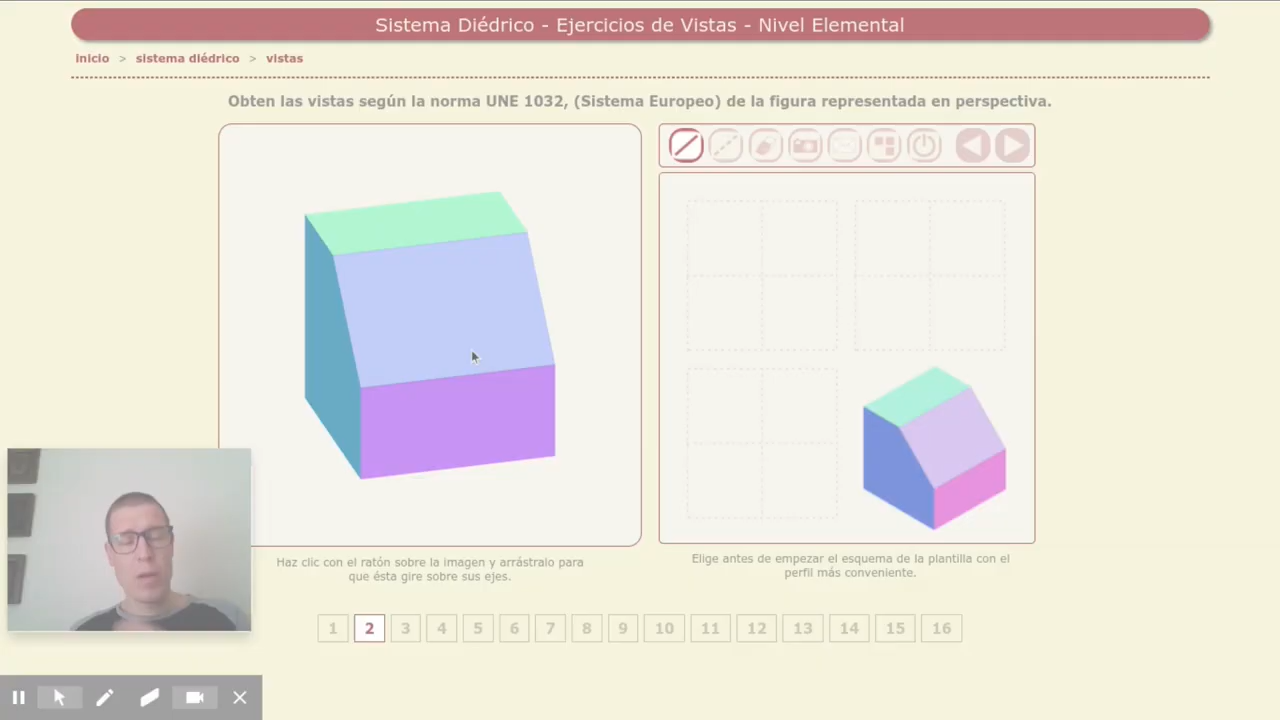 Sistema Diédrico - Ejercicios de Vistas - Nivel Elemental
inicio > sistema diédrico > vistas
Obten las vistas según la norma UNE 1032, (Sistema Europeo) de la figura representada en perspectiva.
Haz clic con el ratón sobre la imagen y arrástralo para
que ésta gire sobre sus ejes.
Elige antes de empezar el esquema de la plantilla con el
perfil más conveniente.
1 2 3 4 5 6 7 8 9 10 11 12 13 14 15 16